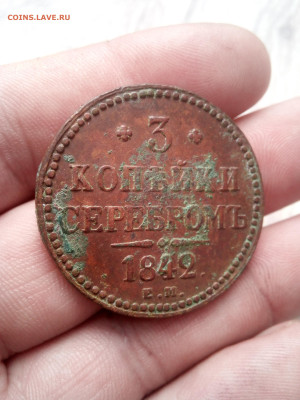 COINS.LAVE.RU
3
КОПѢЙКИ
СЕРЕБРОМЪ
1842.
Е.М.